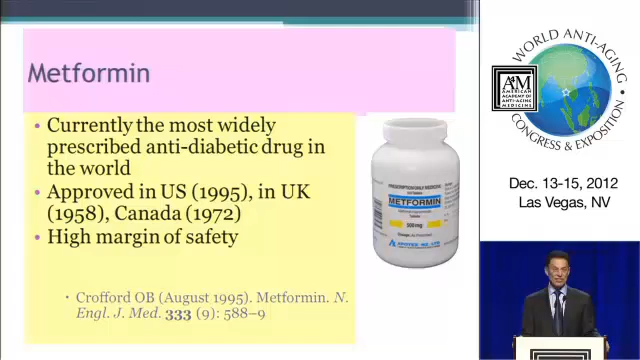 Metformin
• Currently the most widely
prescribed anti-diabetic drug in
the world
• Approved in US (1995), in UK
(1958), Canada (1972)
• High margin of safety
• Crofford OB (August 1995). Metformin. N.
Engl. J. Med. 333 (9): 588–9
METFORMIN
500mg
WORLD ANTI-AGING
A4M
AMERICAN
ACADEMY OF
ANTI-AGING
MEDICINE
CONGRESS & EXPOSITION
Dec. 13-15, 2012
Las Vegas, NV